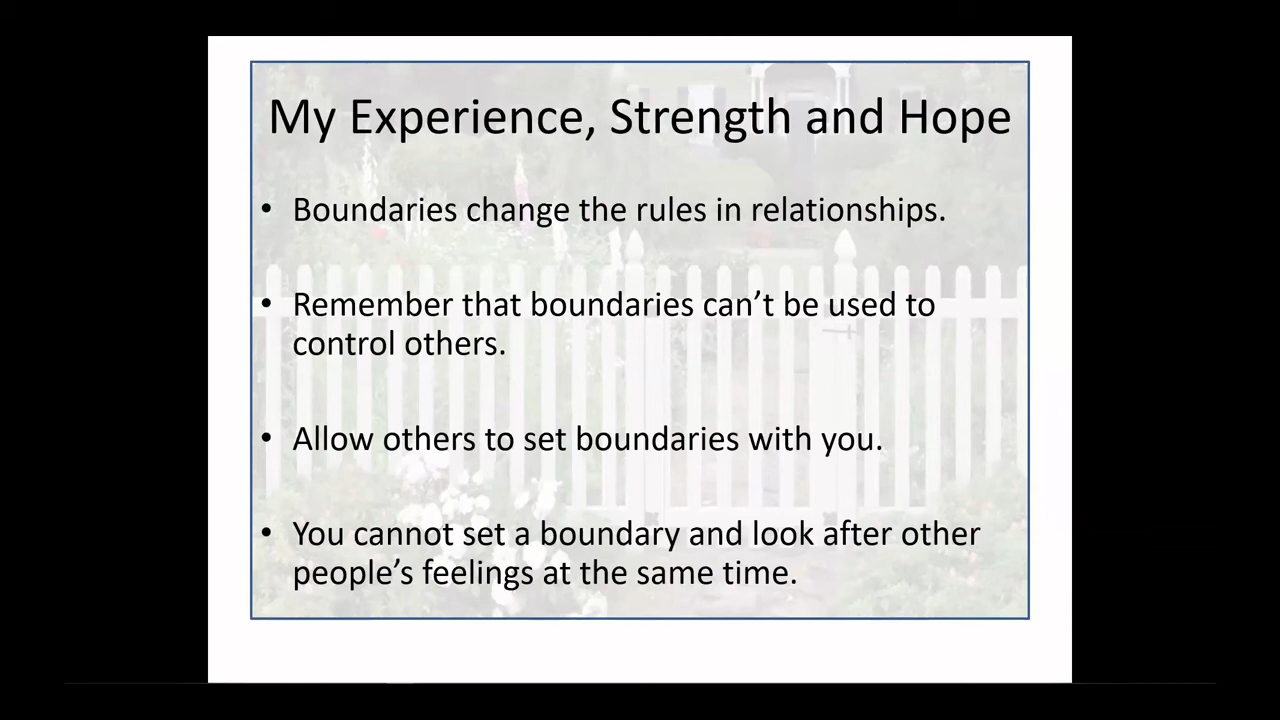 My Experience, Strength and Hope
• Boundaries change the rules in relationships.
• Remember that boundaries can’t be used to
control others.
• Allow others to set boundaries with you.
• You cannot set a boundary and look after other
people’s feelings at the same time.